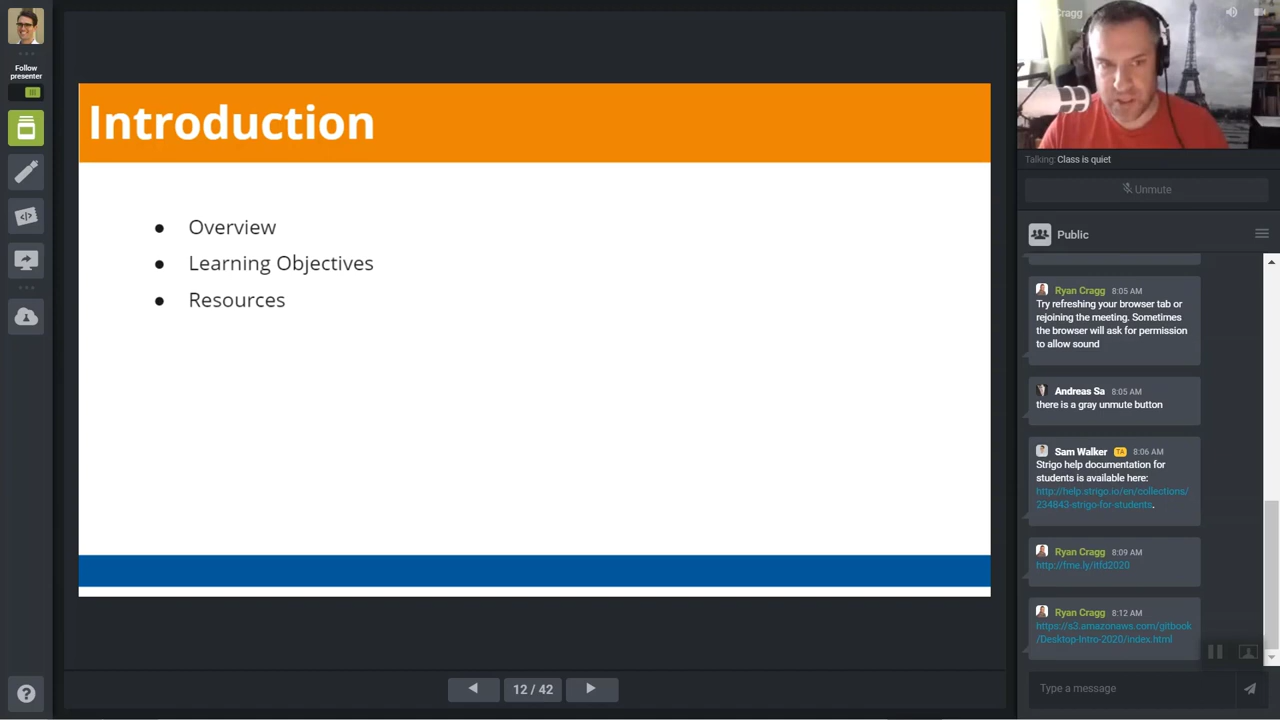 Follow
presenter
Introduction
● Overview
● Learning Objectives
● Resources
12 / 42
Cragg
Talking: Class is quiet
Unmute
Public
Ryan Cragg 8:05 AM
Try refreshing your browser tab or
rejoining the meeting. Sometimes
the browser will ask for permission
to allow sound
Andreas Sa 8:05 AM
there is a gray unmute button
Sam Walker TA 8:06 AM
Strigo help documentation for
students is available here:
http://help.strigo.io/en/collections/
234843-strigo-for-students.
Ryan Cragg 8:09 AM
http://fme.ly/itfd2020
Ryan Cragg 8:12 AM
https://s3.amazonaws.com/gitbook
/Desktop-Intro-2020/index.html
Type a message